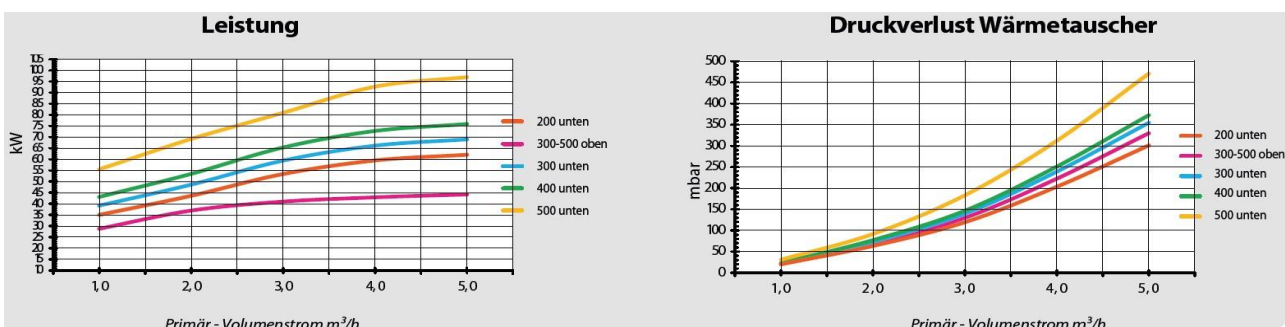 Leistung
105
100
95
90
85
80
75
70
65
60
55
50
45
40
35
30
25
20
15
10
kW
1,0
2,0
3,0
4,0
5,0
200 unten
300-500 oben
300 unten
400 unten
500 unten
Primär - Volumenstrom m³/h
Druckverlust Wärmetauscher
500
450
400
350
300
250
200
150
100
50
0
mbar
1,0
2,0
3,0
4,0
5,0
200 unten
300-500 oben
300 unten
400 unten
500 unten
Primär - Volumenstrom m³/h